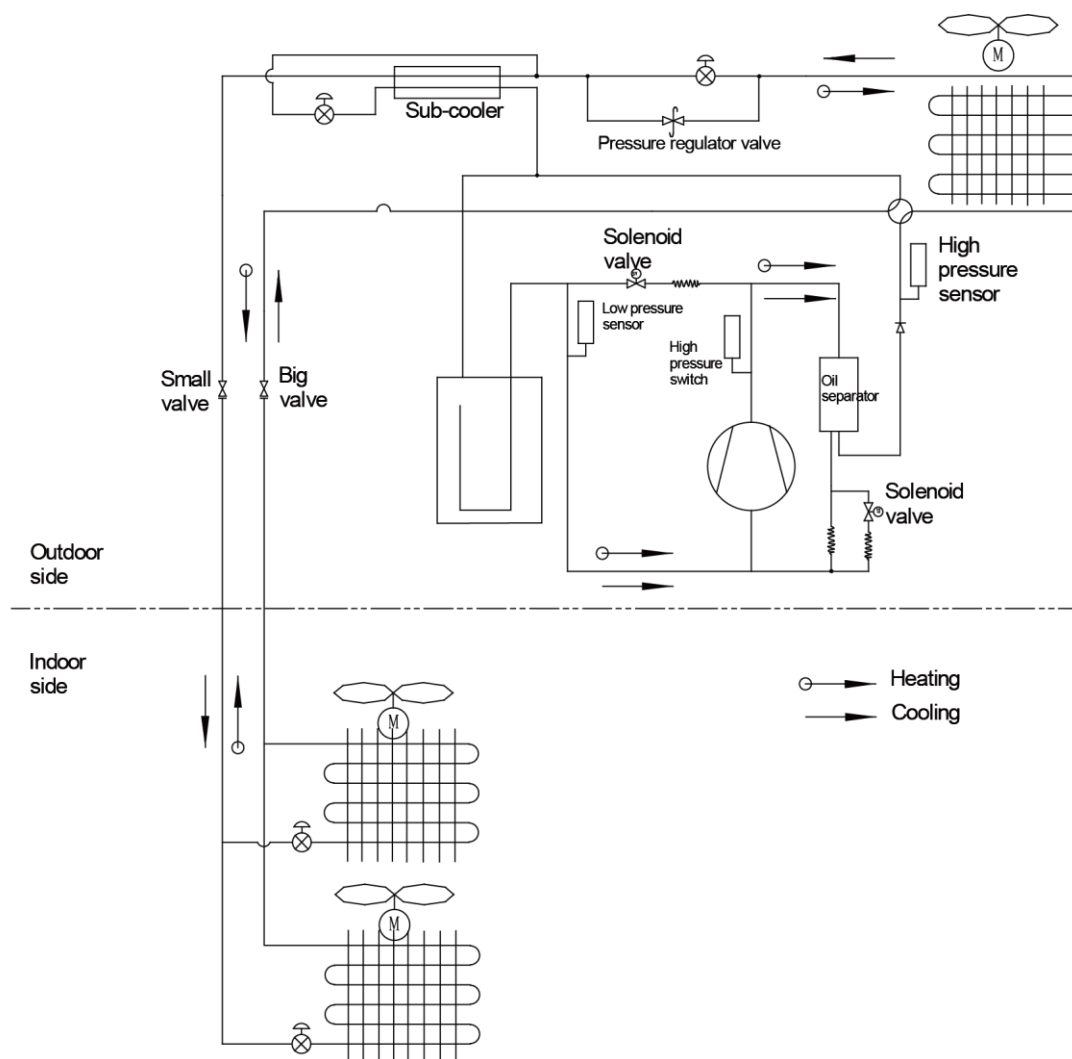 M
Sub-cooler
Pressure regulator valve
Solenoid
valve
High
pressure
sensor
Low pressure
sensor
High
pressure
switch
Oil
separator
Small
valve
Big
valve
Solenoid
valve
Outdoor
side
Indoor
side
Heating
Cooling
M
M